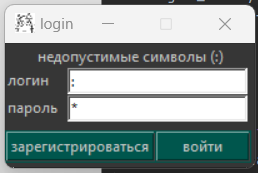 login
недопустимые символы (:)
логин :
пароль *
зарегистрироваться войти